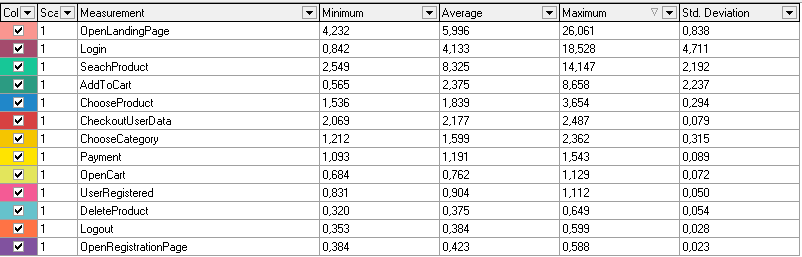 Col Sca Measurement Minimum Average Maximum Std. Deviation
1 OpenLandingPage 4,232 5,996 26,061 0,838
1 Login 0,842 4,133 18,528 4,711
1 SeachProduct 2,549 8,325 14,147 2,192
1 AddToCart 0,565 2,375 8,658 2,237
1 ChooseProduct 1,536 1,839 3,654 0,294
1 CheckoutUserData 2,069 2,177 2,487 0,079
1 ChooseCategory 1,212 1,599 2,362 0,315
1 Payment 1,093 1,191 1,543 0,089
1 OpenCart 0,684 0,762 1,129 0,072
1 UserRegistered 0,831 0,904 1,112 0,050
1 DeleteProduct 0,320 0,375 0,649 0,054
1 Logout 0,353 0,384 0,599 0,028
1 OpenRegistrationPage 0,384 0,423 0,588 0,023